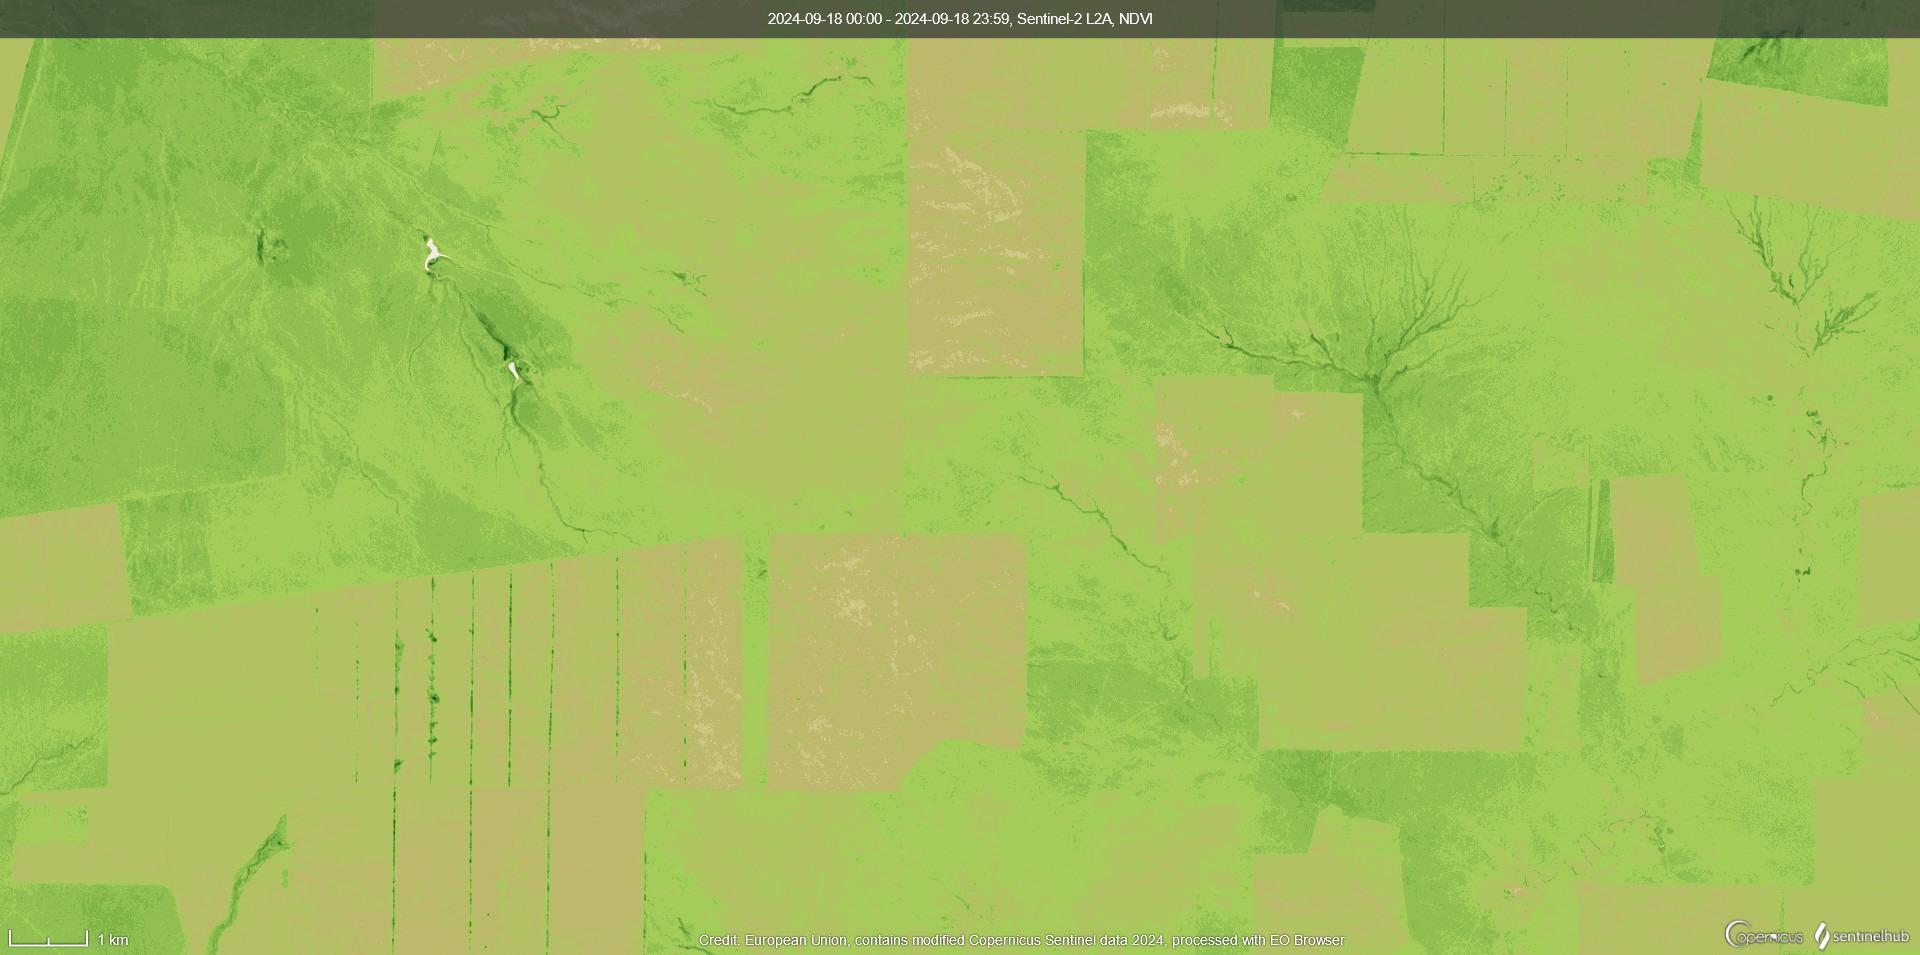 2024-09-18 00:00 - 2024-09-18 23:59, Sentinel-2 L2A, NDVI
1 km
Credit: European Union, contains modified Copernicus Sentinel data 2024, processed with EO Browser
Copernicus
sentinelhub